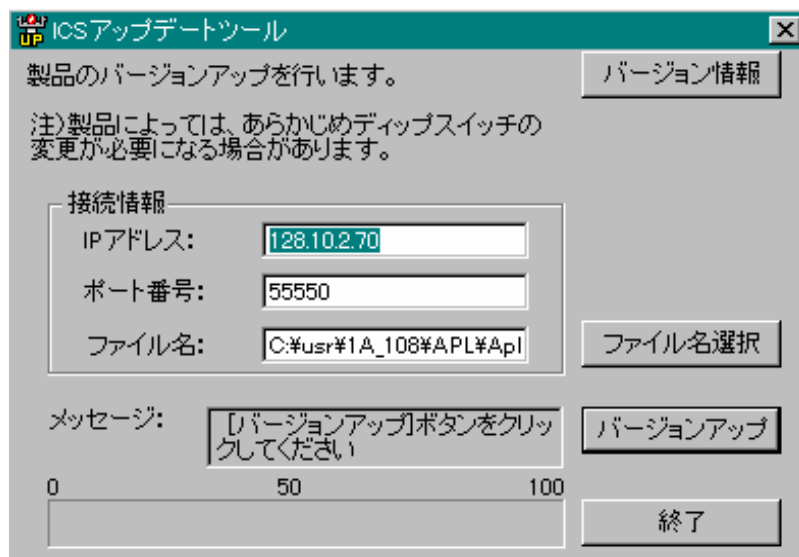 UP ICSアップデートツール
製品のバージョンアップを行います。
バージョン情報
注)製品によっては、あらかじめディップスイッチの
変更が必要になる場合があります。
接続情報
IPアドレス: 128.10.2.70
ポート番号: 55550
ファイル名: C:¥usr¥1A_108¥APL¥Apl
ファイル名選択
メッセージ: [バージョンアップ]ボタンをクリッ
クしてください
バージョンアップ
0 50 100
終了